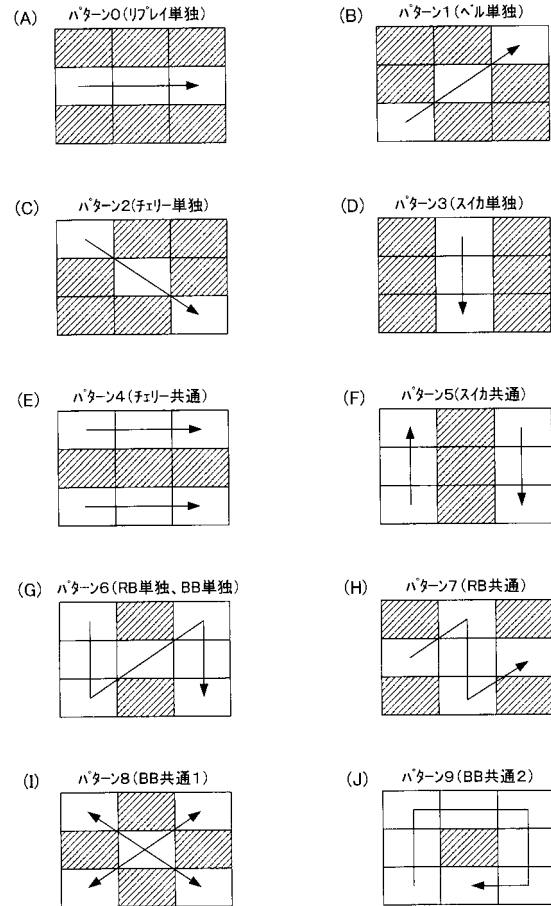 (A) パターン0(リプレイ単独)
(B) パターン1(ベル単独)
(C) パターン2(チェリー単独)
(D) パターン3(スイカ単独)
(E) パターン4(チェリー共通)
(F) パターン5(スイカ共通)
(G) パターン6(RB単独、BB単独)
(H) パターン7(RB共通)
(I) パターン8(BB共通1)
(J) パターン9(BB共通2)